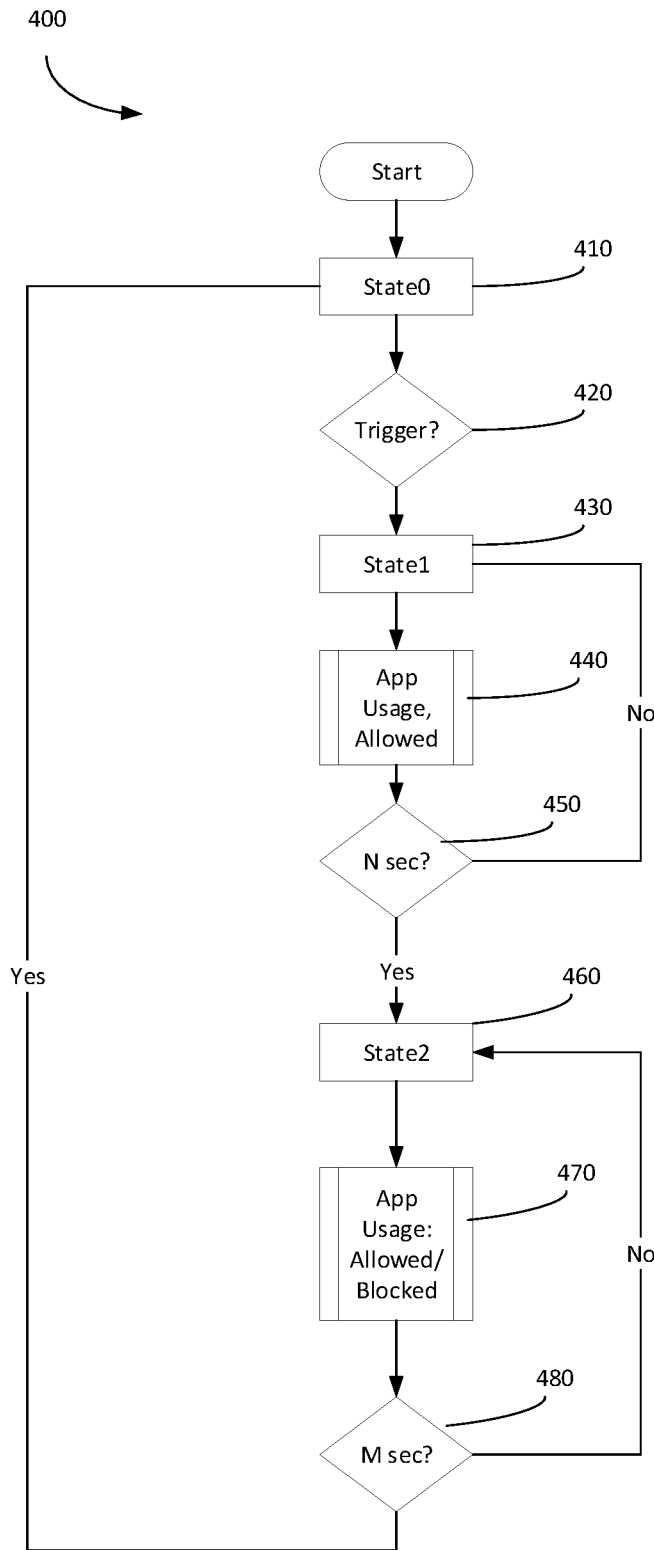 400
Start
State0
410
Trigger?
420
State1
430
App
Usage,
Allowed
440
No
N sec?
450
Yes
Yes
State2
460
App
Usage:
Allowed/
Blocked
470
No
M sec?
480